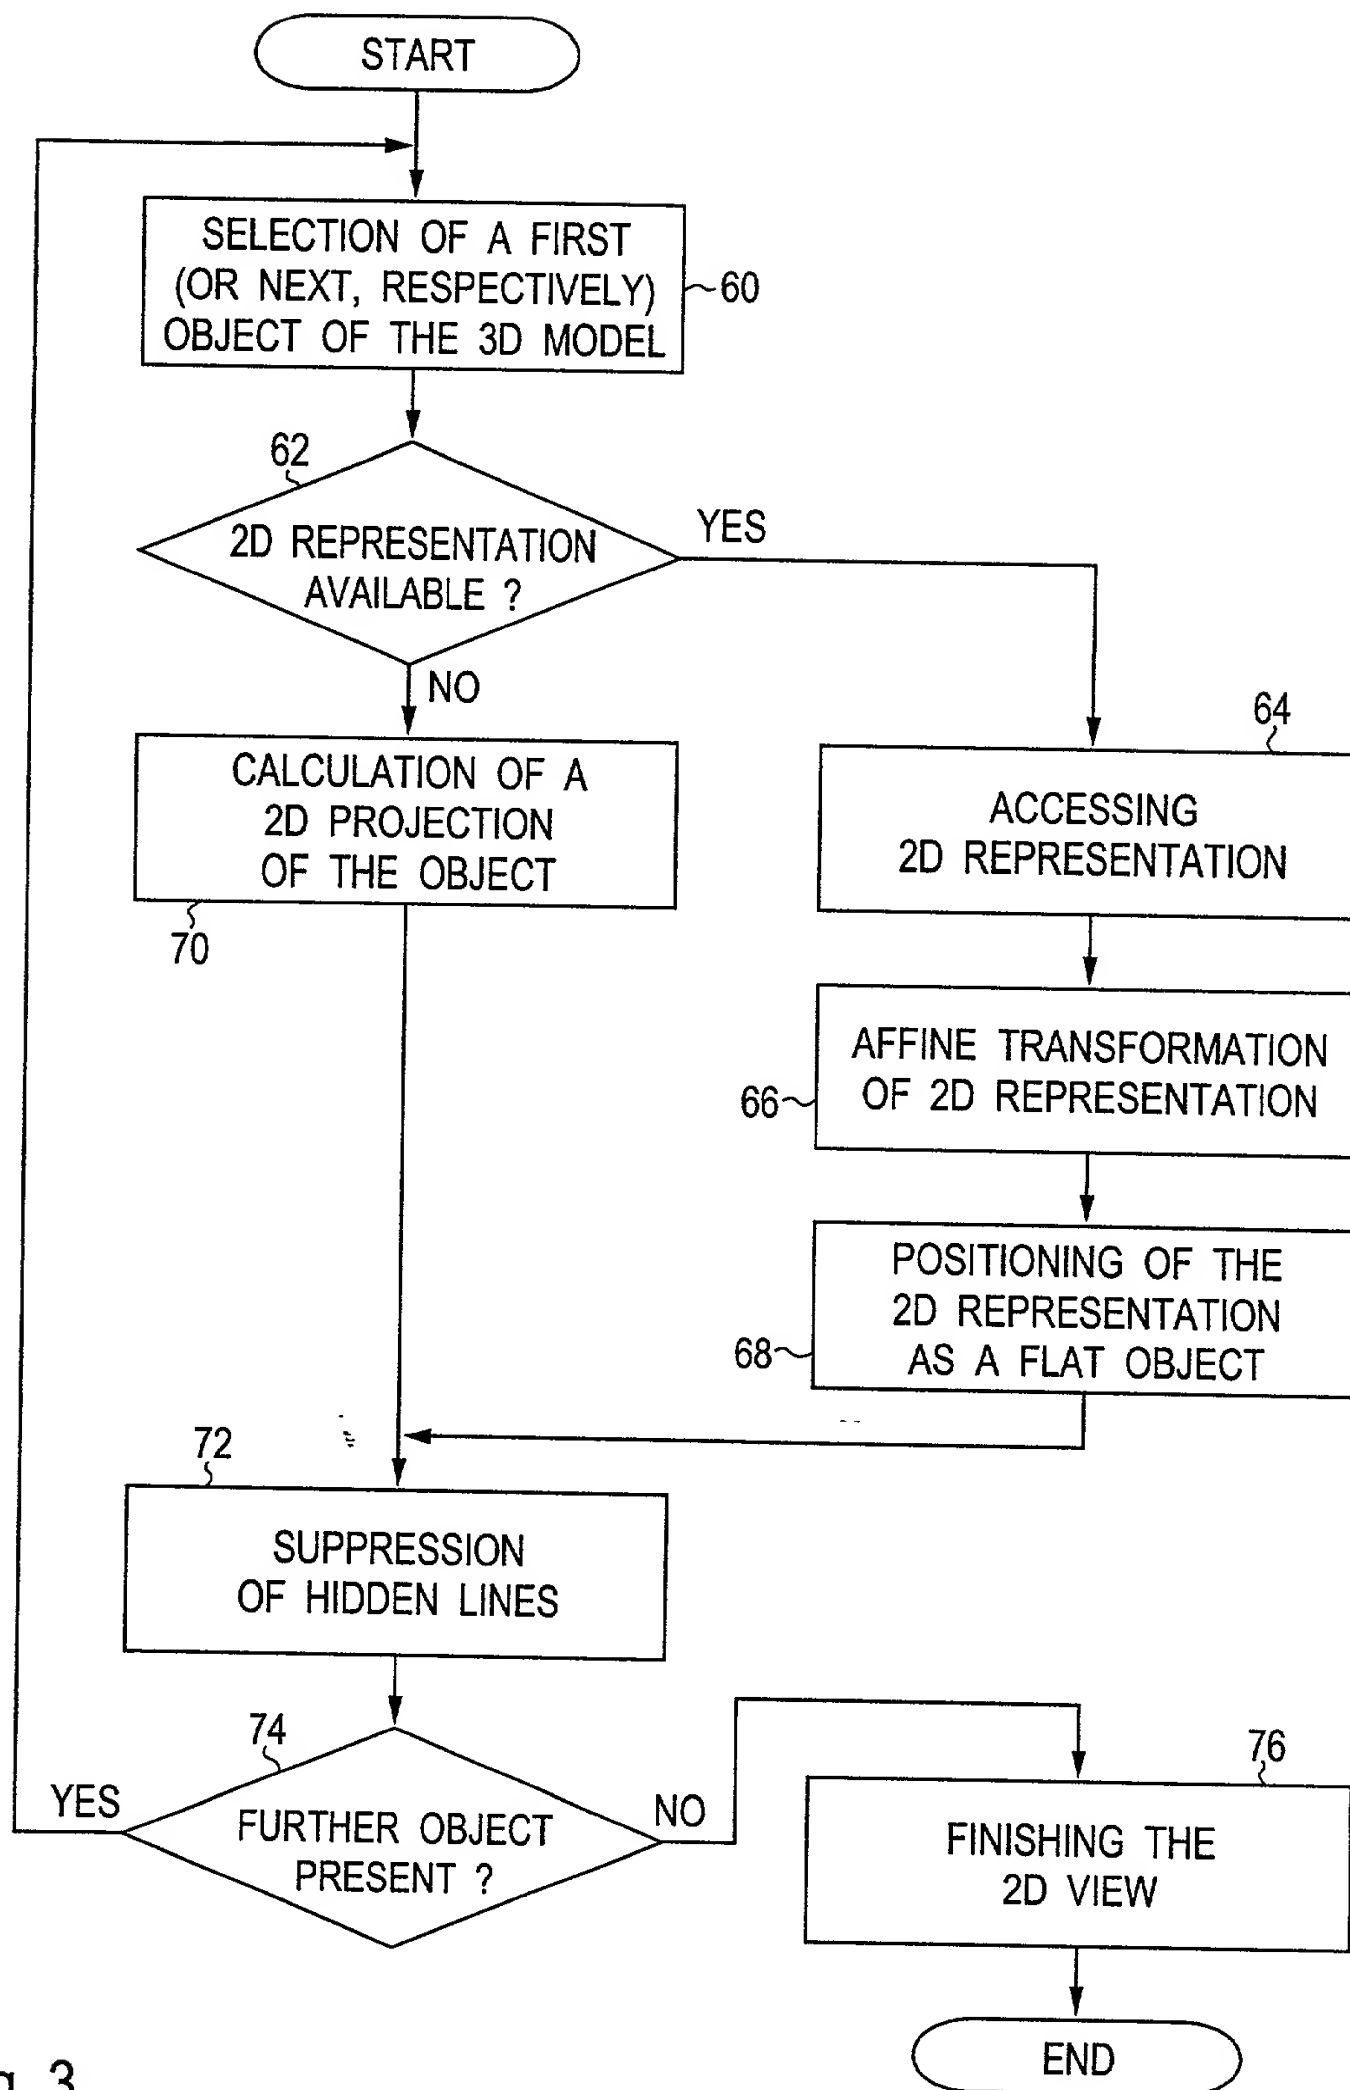 START
SELECTION OF A FIRST
(OR NEXT, RESPECTIVELY)
OBJECT OF THE 3D MODEL
60
62
2D REPRESENTATION
AVAILABLE ?
YES
NO
64
ACCESSING
2D REPRESENTATION
CALCULATION OF A
2D PROJECTION
OF THE OBJECT
70
AFFINE TRANSFORMATION
OF 2D REPRESENTATION
66
POSITIONING OF THE
2D REPRESENTATION
AS A FLAT OBJECT
68
72
SUPPRESSION
OF HIDDEN LINES
74
FURTHER OBJECT
PRESENT ?
YES
NO
76
FINISHING THE
2D VIEW
END
3